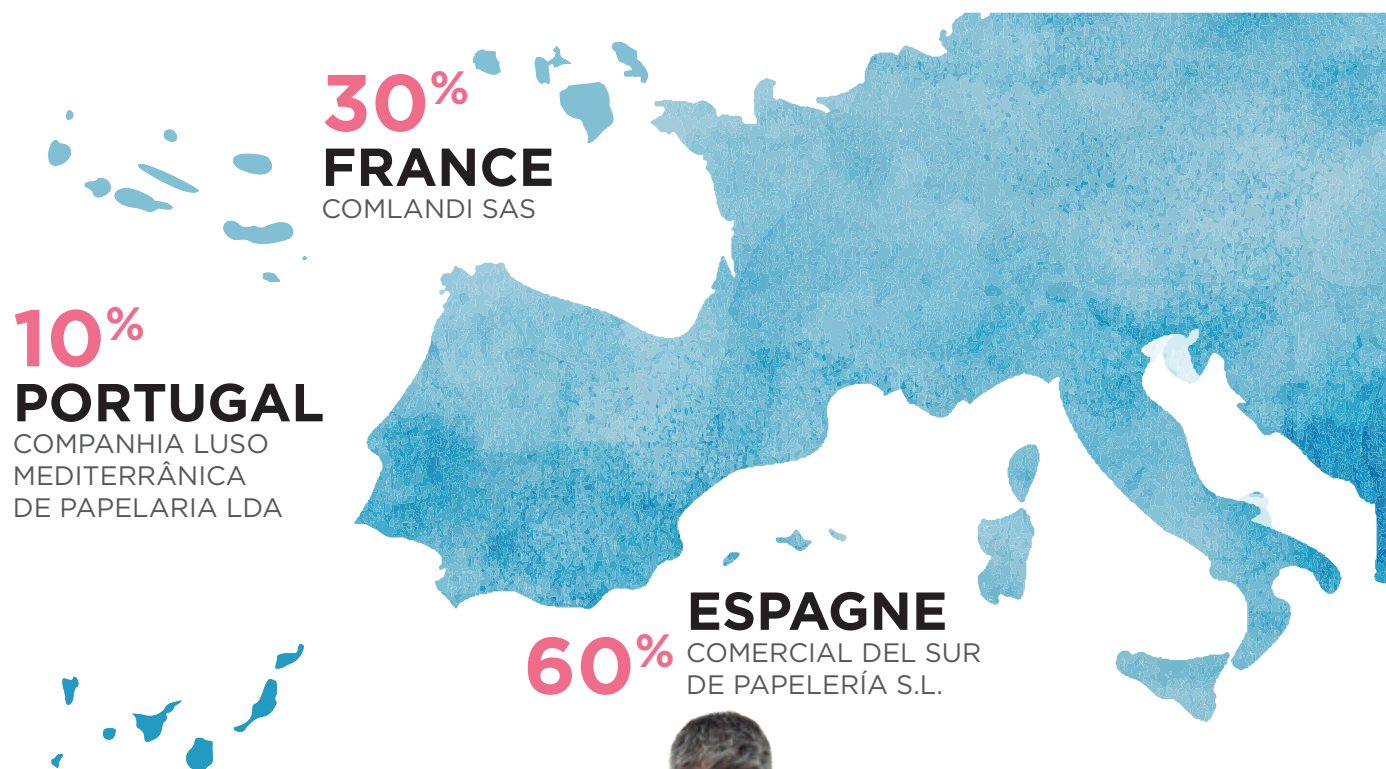 30%
FRANCE
COMLANDI SAS
10%
PORTUGAL
COMPANHIA LUSO
MEDITERRÂNICA
DE PAPELARIA LDA
60%
ESPAGNE
COMERCIAL DEL SUR
DE PAPELERÍA S.L.